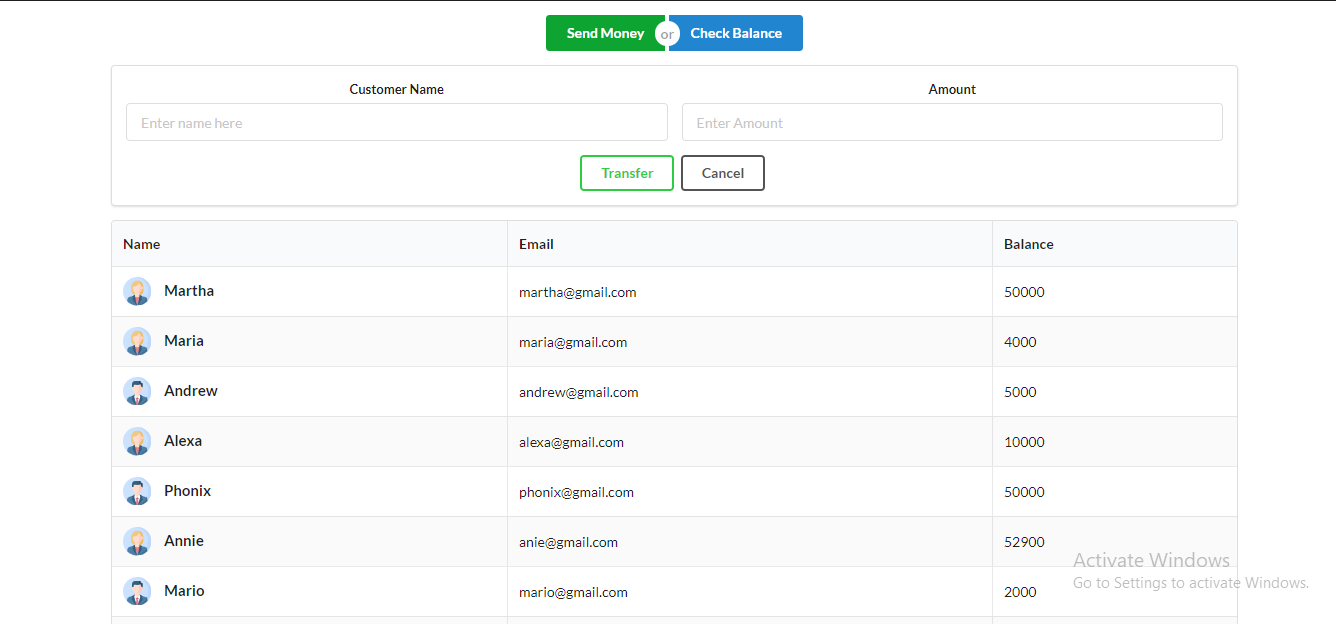 Send Money or Check Balance
Customer Name Amount
Enter name here Enter Amount
Transfer Cancel
Name Email Balance
Martha martha@gmail.com 50000
Maria maria@gmail.com 4000
Andrew andrew@gmail.com 5000
Alexa alexa@gmail.com 10000
Phonix phonix@gmail.com 50000
Annie anie@gmail.com 52900
Mario mario@gmail.com 2000
Activate Windows
Go to Settings to activate Windows.